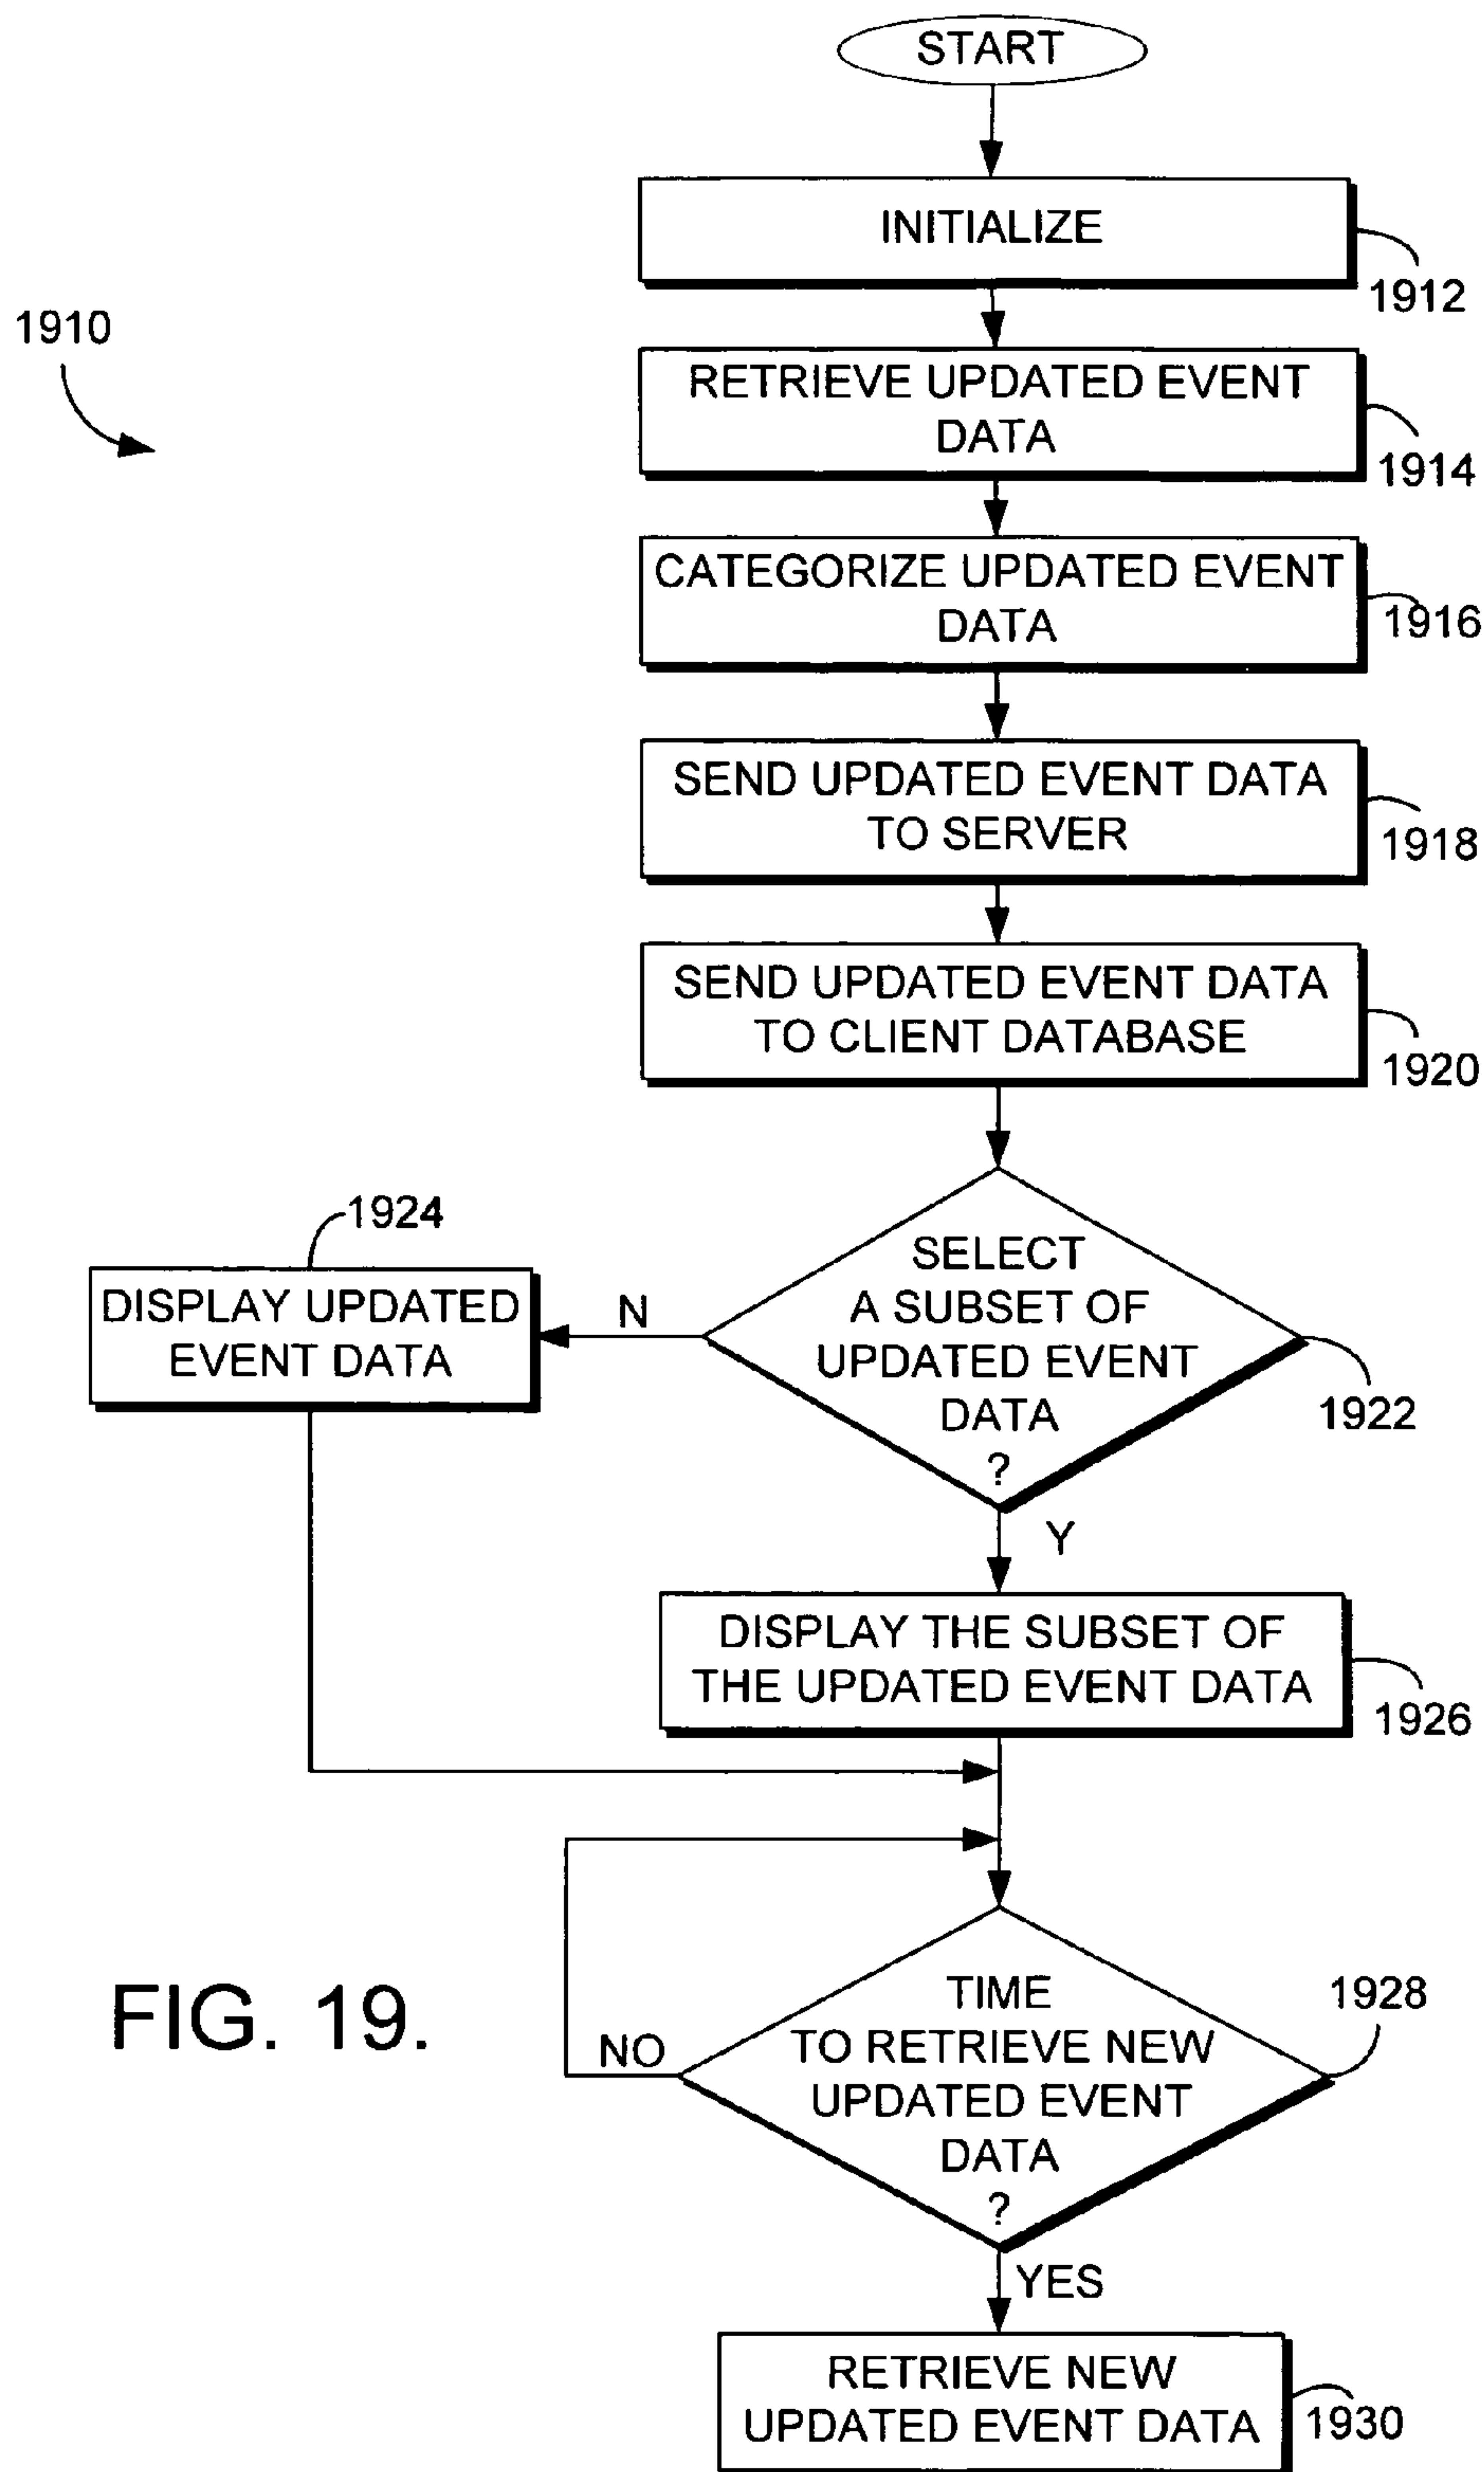 START
INITIALIZE
1912
1910
RETRIEVE UPDATED EVENT
DATA
1914
CATEGORIZE UPDATED EVENT
DATA
1916
SEND UPDATED EVENT DATA
TO SERVER
1918
SEND UPDATED EVENT DATA
TO CLIENT DATABASE
1920
1924
DISPLAY UPDATED
EVENT DATA
N
SELECT
A SUBSET OF
UPDATED EVENT
DATA
?
1922
Y
DISPLAY THE SUBSET OF
THE UPDATED EVENT DATA
1926
FIG. 19.
NO
TIME
TO RETRIEVE NEW
UPDATED EVENT
DATA
?
1928
YES
RETRIEVE NEW
UPDATED EVENT DATA
1930